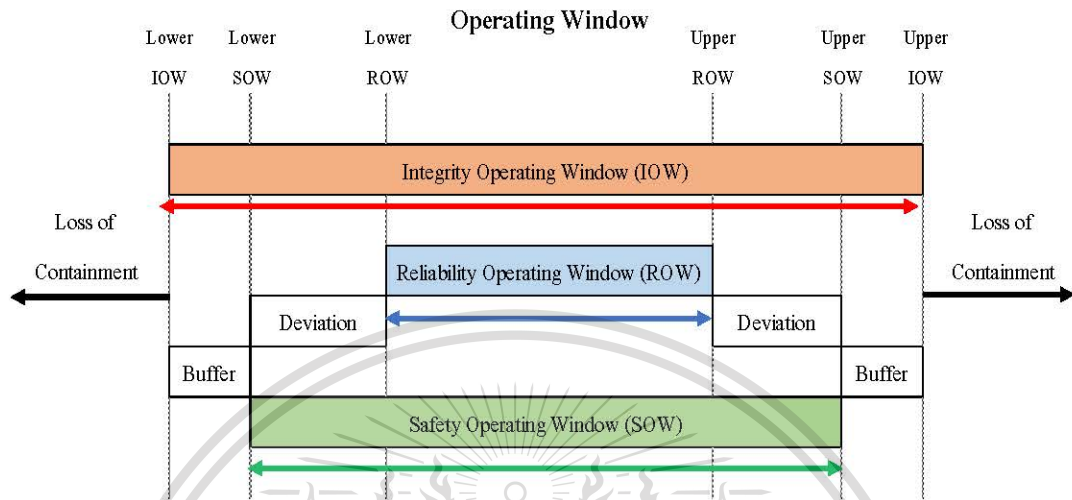 Operating Window
Lower Lower Lower Upper Upper Upper
IOW SOW ROW ROW SOW IOW
Integrity Operating Window (IOW)
Loss of
Containment
Loss of
Containment
Reliability Operating Window (ROW)
Deviation
Deviation
Buffer
Buffer
Safety Operating Window (SOW)